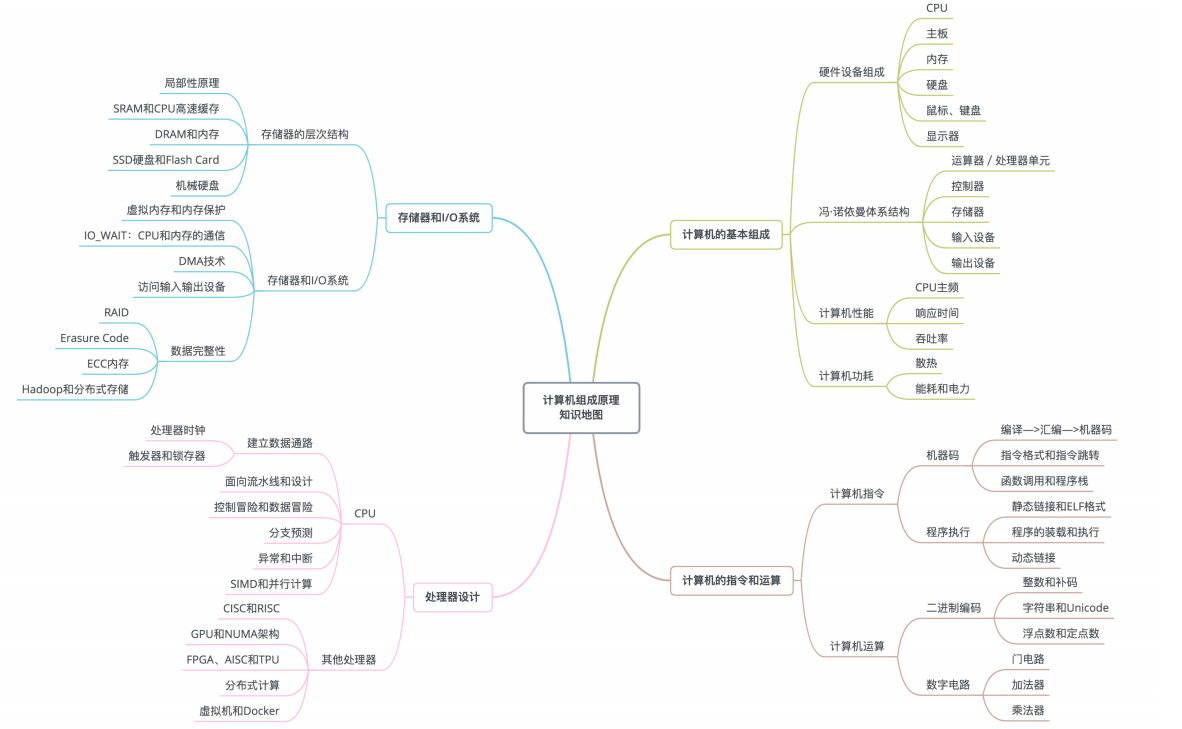 计算机组成原理
知识地图
计算机的基本组成
硬件设备组成
CPU
主板
内存
硬盘
鼠标、键盘
显示器
冯·诺依曼体系结构
运算器 / 处理器单元
控制器
存储器
输入设备
输出设备
计算机性能
CPU主频
响应时间
吞吐率
计算机功耗
散热
能耗和电力
计算机的指令和运算
计算机指令
机器码
编译—>汇编—>机器码
指令格式和指令跳转
函数调用和程序栈
程序执行
静态链接和ELF格式
程序的装载和执行
动态链接
计算机运算
二进制编码
整数和补码
字符串和Unicode
浮点数和定点数
数字电路
门电路
加法器
乘法器
存储器和I/O系统
存储器的层次结构
局部性原理
SRAM和CPU高速缓存
DRAM和内存
SSD硬盘和Flash Card
机械硬盘
存储器和I/O系统
虚拟内存和内存保护
IO_WAIT：CPU和内存的通信
DMA技术
访问输入输出设备
数据完整性
RAID
Erasure Code
ECC内存
Hadoop和分布式存储
处理器设计
CPU
建立数据通路
处理器时钟
触发器和锁存器
面向流水线和设计
控制冒险和数据冒险
分支预测
异常和中断
SIMD和并行计算
其他处理器
CISC和RISC
GPU和NUMA架构
FPGA、AISC和TPU
分布式计算
虚拟机和Docker